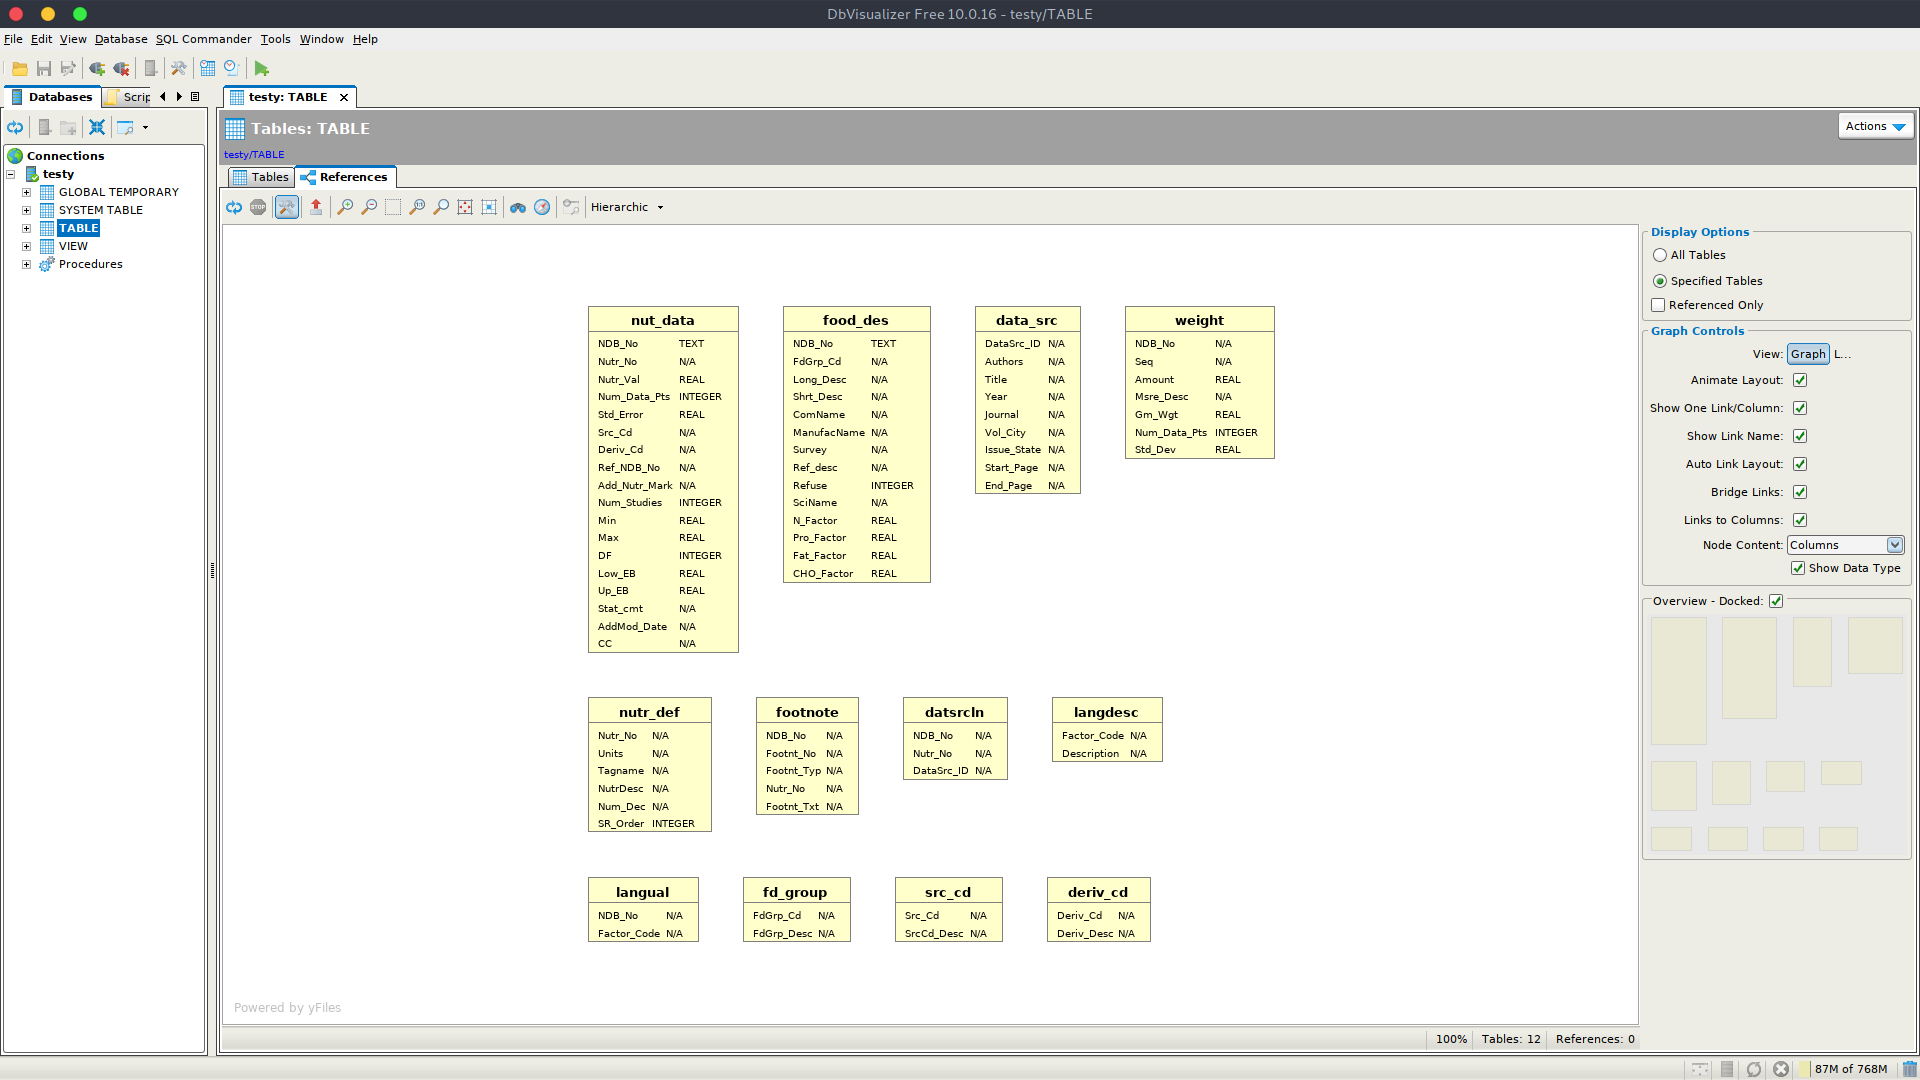 DbVisualizer Free 10.0.16 - testy/TABLE
File Edit View Database SQL Commander Tools Window Help
Databases Scrip
testy: TABLE
Tables: TABLE
Actions
testy/TABLE
Connections
testy
GLOBAL TEMPORARY
SYSTEM TABLE
TABLE
VIEW
Procedures
Tables References
STOP Hierarchic
nut_data
NDB_No TEXT
Nutr_No N/A
Nutr_Val REAL
Num_Data_Pts INTEGER
Std_Error REAL
Src_Cd N/A
Deriv_Cd N/A
Ref_NDB_No N/A
Add_Nutr_Mark N/A
Num_Studies INTEGER
Min REAL
Max REAL
DF INTEGER
Low_EB REAL
Up_EB REAL
Stat_cmt N/A
AddMod_Date N/A
CC N/A
food_des
NDB_No TEXT
FdGrp_Cd N/A
Long_Desc N/A
Shrt_Desc N/A
ComName N/A
ManufacName N/A
Survey N/A
Ref_desc N/A
Refuse INTEGER
SciName N/A
N_Factor REAL
Pro_Factor REAL
Fat_Factor REAL
CHO_Factor REAL
data_src
DataSrc_ID N/A
Authors N/A
Title N/A
Year N/A
Journal N/A
Vol_City N/A
Issue_State N/A
Start_Page N/A
End_Page N/A
weight
NDB_No N/A
Seq N/A
Amount REAL
Msre_Desc N/A
Gm_Wgt REAL
Num_Data_Pts INTEGER
Std_Dev REAL
nutr_def
Nutr_No N/A
Units N/A
Tagname N/A
NutrDesc N/A
Num_Dec N/A
SR_Order INTEGER
footnote
NDB_No N/A
Footnt_No N/A
Footnt_Typ N/A
Nutr_No N/A
Footnt_Txt N/A
datsrcln
NDB_No N/A
Nutr_No N/A
DataSrc_ID N/A
langdesc
Factor_Code N/A
Description N/A
langual
NDB_No N/A
Factor_Code N/A
fd_group
FdGrp_Cd N/A
FdGrp_Desc N/A
src_cd
Src_Cd N/A
SrcCd_Desc N/A
deriv_cd
Deriv_Cd N/A
Deriv_Desc N/A
Powered by yFiles
Display Options
All Tables
Specified Tables
Referenced Only
Graph Controls
View: Graph L...
Animate Layout:
Show One Link/Column:
Show Link Name:
Auto Link Layout:
Bridge Links:
Links to Columns:
Node Content: Columns
Show Data Type
Overview - Docked:
100% Tables: 12 References: 0
87M of 768M